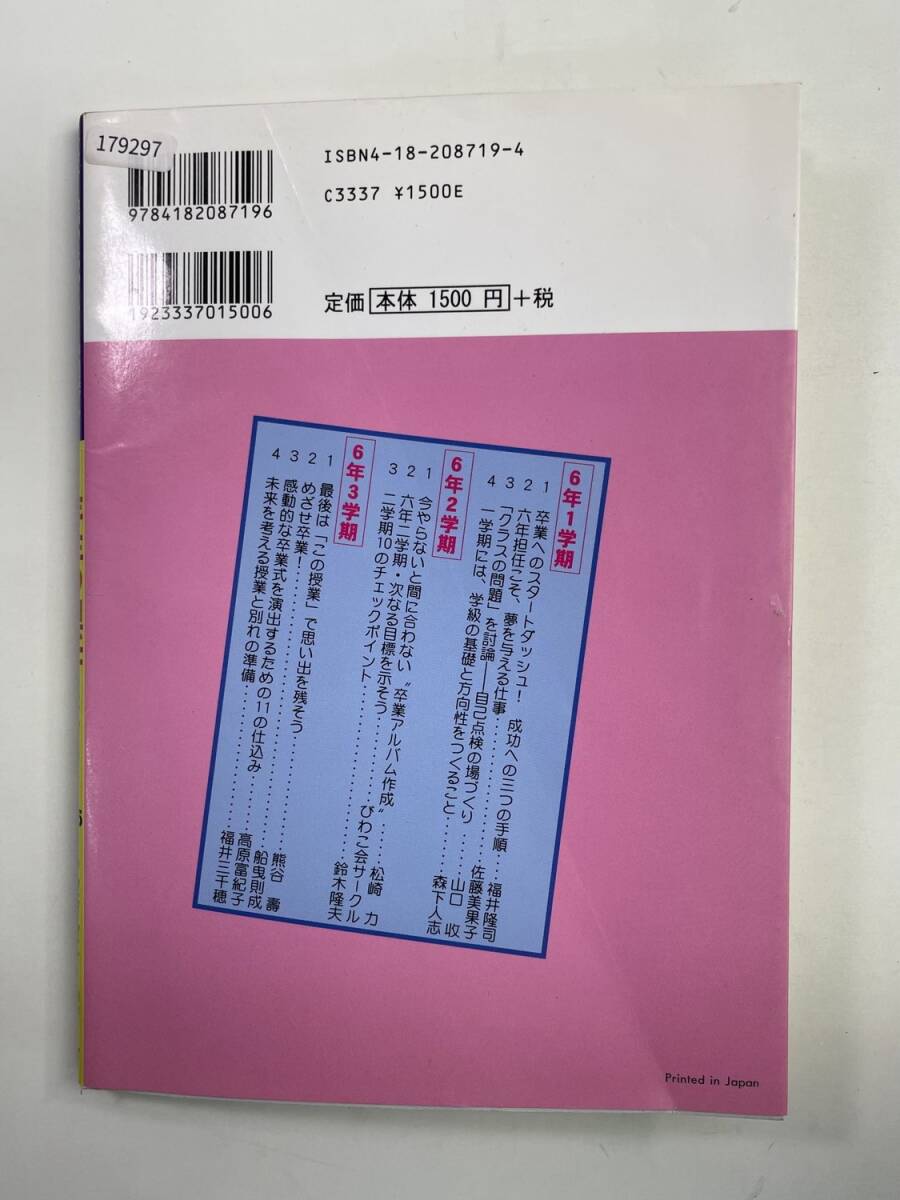 179297
ISBN4-18-208719-4
9784182087196
C3337 ¥1500E
1923337015006
定価 本体 1500 円+税
6年1学期
1 卒業へのスタートダッシュ! 成功への三つの手順……福井隆司
2 六年担任こそ、夢を与える仕事……佐藤美果子
3 「クラスの問題」を討論——自己点検の場づくり……山口 収
4 一学期には、学級の基礎と方向性をつくること……森下人志
6年2学期
1 今やらないと間に合わない〝卒業アルバム作成〟……松崎 力
2 六年二学期・次なる目標を示そう……びわこ会サークル
3 二学期10のチェックポイント……鈴木隆夫
6年3学期
1 最後は「この授業」で思い出を残そう……熊谷 壽
2 めざせ卒業!……船曳則成
3 感動的な卒業式を演出するための11の仕込み……高原富紀子
4 未来を考える授業と別れの準備……福井三千穂
Printed in Japan